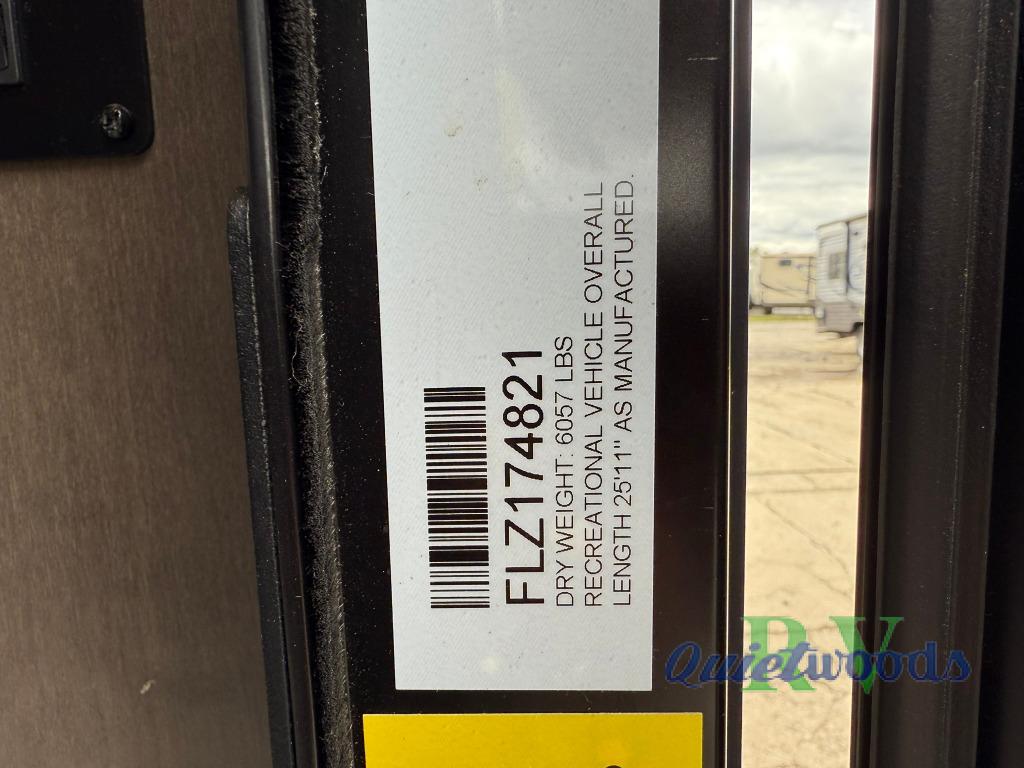 FLZ174821
DRY WEIGHT: 6057 LBS
RECREATIONAL VEHICLE OVERALL
LENGTH 25'11" AS MANUFACTURED.
Quietwoods RV